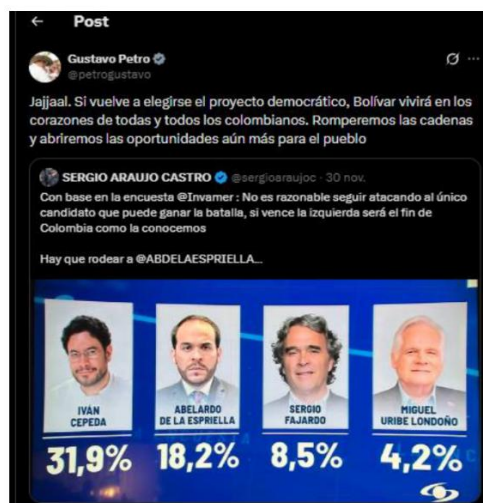 Post
Gustavo Petro
@petrogustavo
Jajjaal. Si vuelve a elegirse el proyecto democrático, Bolívar vivirá en los
corazones de todas y todos los colombianos. Romperemos las cadenas
y abriremos las oportunidades aún más para el pueblo
SERGIO ARAUJO CASTRO @sergioaraujoc · 30 nov.
Con base en la encuesta @Invamer : No es razonable seguir atacando al único
candidato que puede ganar la batalla, si vence la izquierda será el fin de
Colombia como la conocemos
Hay que rodear a @ABDELAESPRIELLA...
IVÁN
CEPEDA
ABELARDO
DE LA ESPRIELLA
SERGIO
FAJARDO
MIGUEL
URIBE LONDOÑO
31,9% 18,2% 8,5% 4,2%